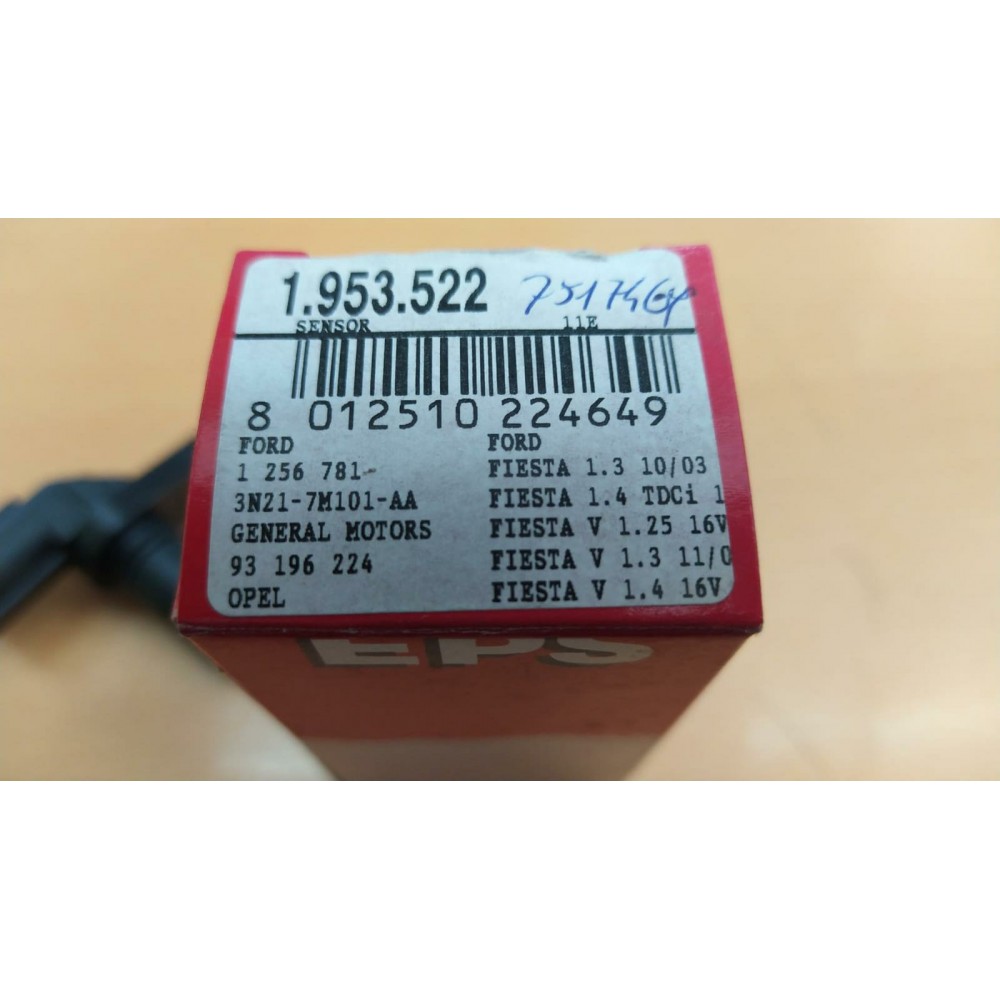 1.953.522
SENSOR 11E
8 012510 224649
FORD
1 256 781-
3N21-7M101-AA
GENERAL MOTORS
93 196 224
OPEL
FORD
FIESTA 1.3 10/03
FIESTA 1.4 TDCi 1
FIESTA V 1.25 16V
FIESTA V 1.3 11/0
FIESTA V 1.4 16V
EPS